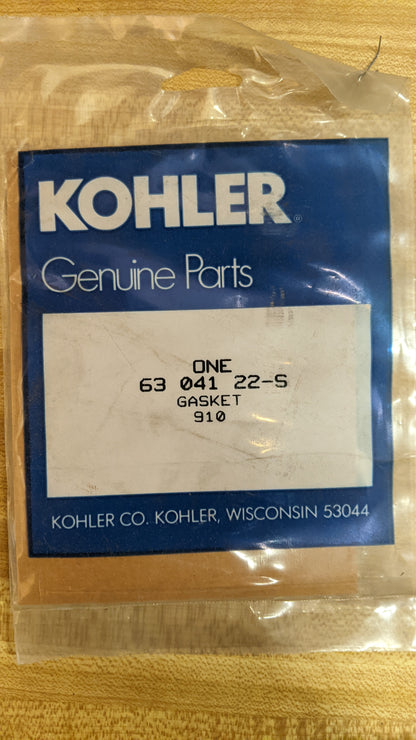 KOHLER®
Genuine Parts
ONE
63 041 22-S
GASKET
910
KOHLER CO. KOHLER, WISCONSIN 53044